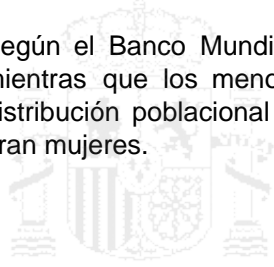 egún el Banco Mundi
nientras que los meno
istribución poblacional
ran mujeres.